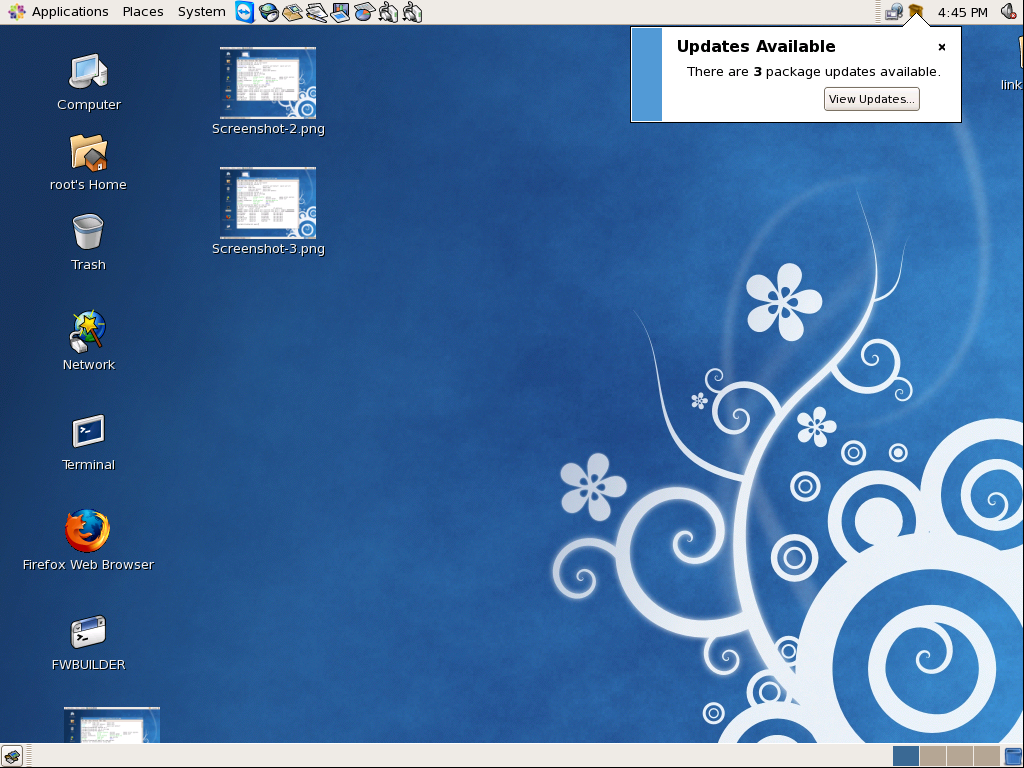 Applications Places System 4:45 PM
Updates Available
There are 3 package updates available.
View Updates...
Computer
Screenshot-2.png
root's Home
Screenshot-3.png
Trash
Network
Terminal
Firefox Web Browser
FWBUILDER
link